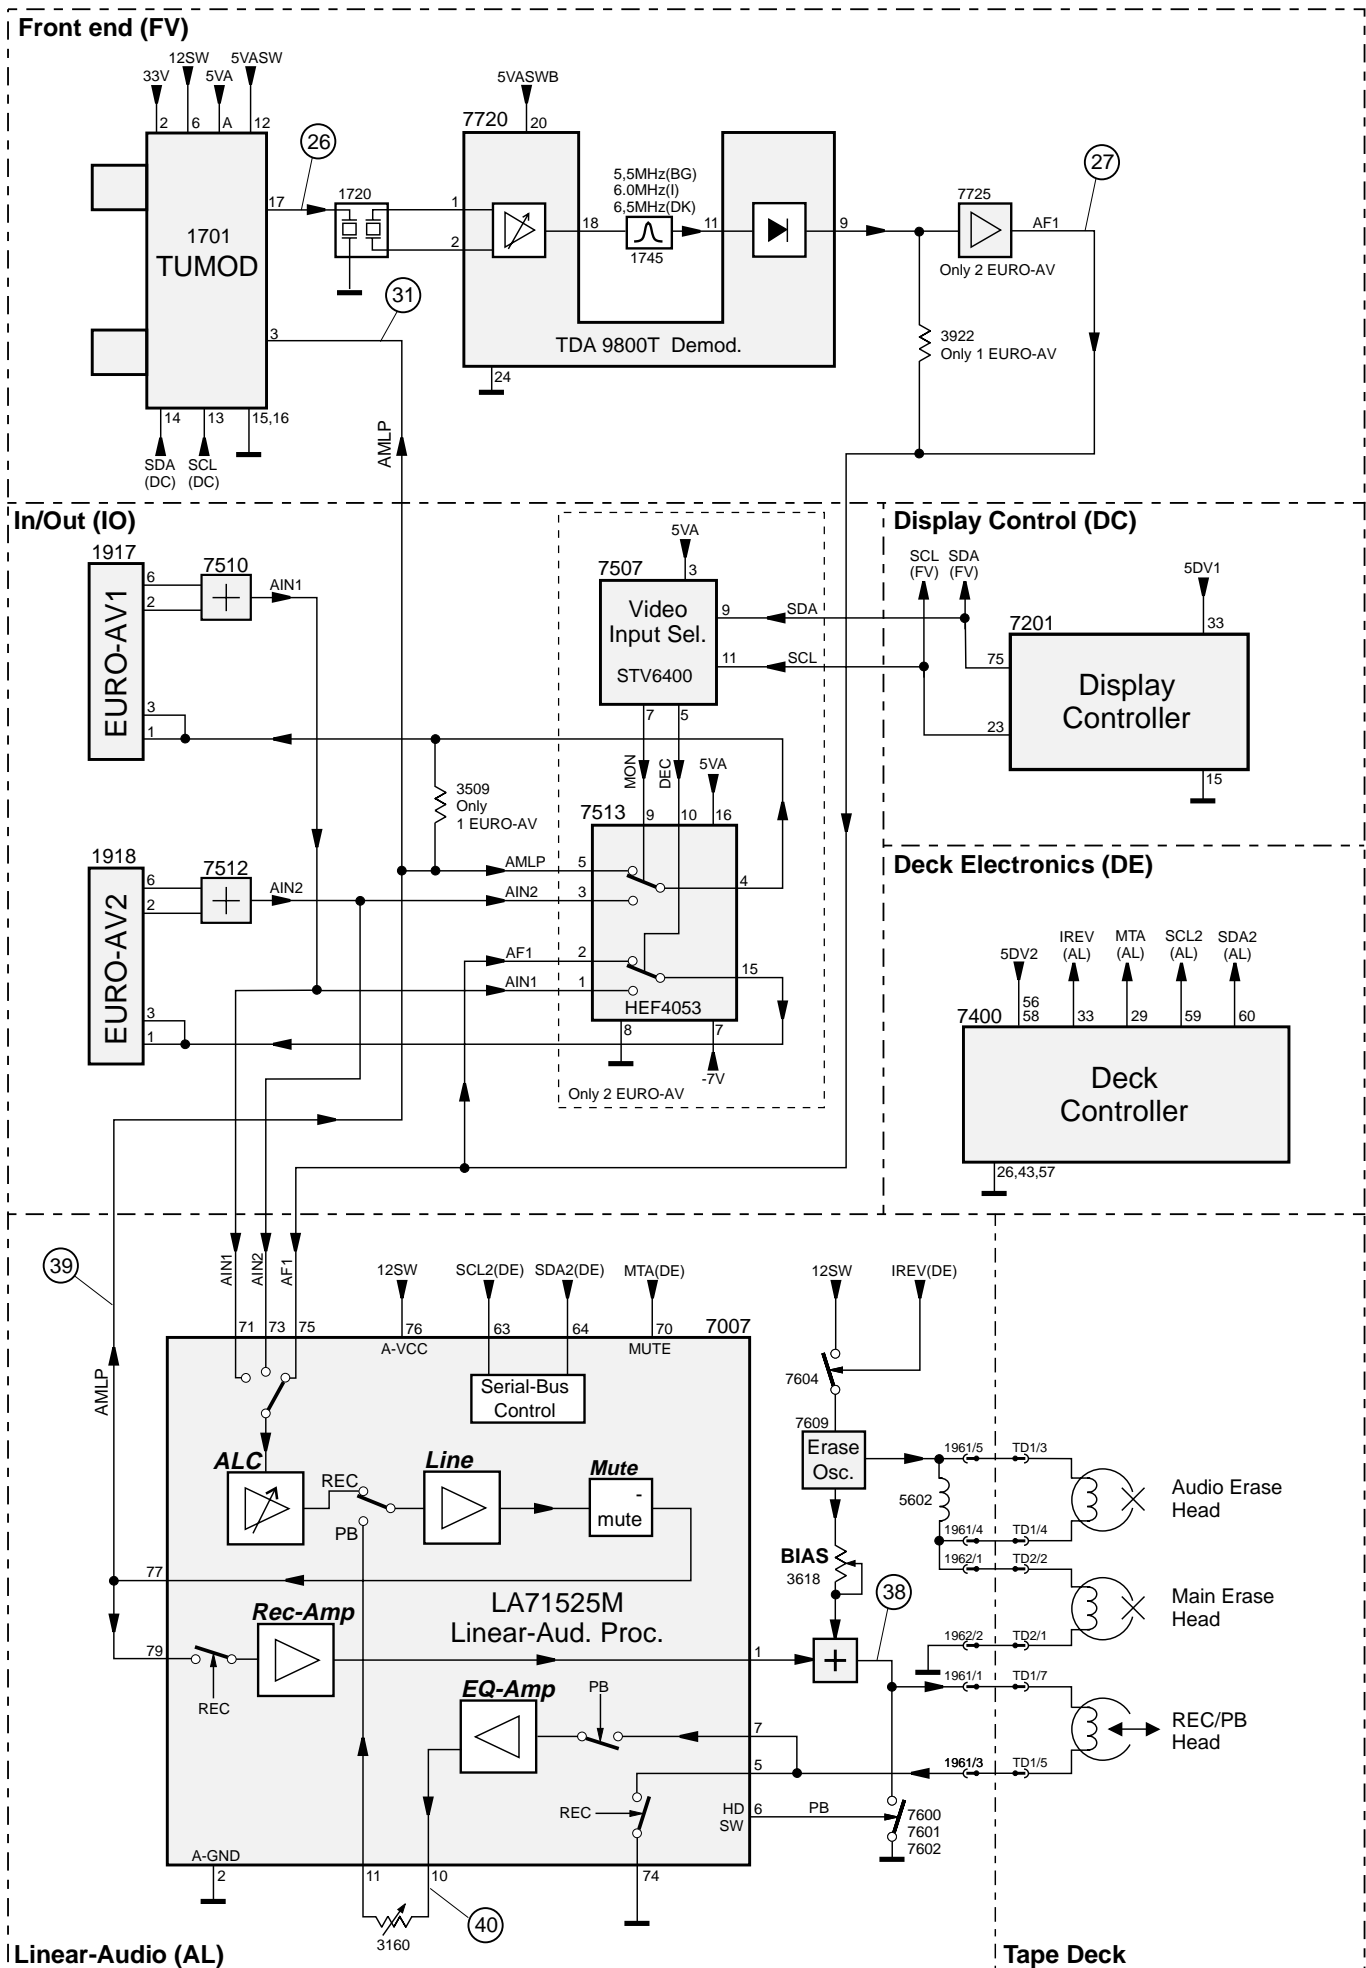 Front end (FV)
12SW
5VASW
33V
5VA
5VASWB
2
6
A
12
7720
20
26
27
5,5MHz(BG)
6.0MHz(I)
6,5MHz(DK)
7725
17
1720
1
18
11
9
AF1
1701
TUMOD
2
1745
Only 2 EURO-AV
31
3
3922
Only 1 EURO-AV
TDA 9800T Demod.
24
14
13
15,16
SDA
(DC)
SCL
(DC)
AMLP
In/Out (IO)
Display Control (DC)
1917
7510
6
2
AIN1
EURO-AV1
3
1
5VA
7507
3
Video
Input Sel.
STV6400
9
SDA
11
SCL
7
5
SCL
(FV)
SDA
(FV)
5DV1
7201
33
75
23
Display
Controller
15
MON
DEC
5VA
3509
Only
1 EURO-AV
7513
9
10
16
1918
7512
6
2
AIN2
EURO-AV2
3
1
AMLP
5
4
AIN2
3
AF1
2
15
AIN1
1
HEF4053
8
7
-7V
Only 2 EURO-AV
Deck Electronics (DE)
5DV2
IREV
(AL)
MTA
(AL)
SCL2
(AL)
SDA2
(AL)
56
58
33
29
59
60
7400
Deck
Controller
26,43,57
39
AIN1
AIN2
AF1
12SW
SCL2(DE)
SDA2(DE)
MTA(DE)
12SW
IREV(DE)
71
73
75
76
63
64
70
7007
A-VCC
MUTE
Serial-Bus
Control
7604
7609
Erase
Osc.
AMLP
ALC
REC
PB
Line
Mute
-
mute
1961/5
TD1/3
5602
Audio Erase
Head
1961/4
TD1/4
BIAS
3618
1962/1
TD2/2
38
77
LA71525M
Linear-Aud. Proc.
Main Erase
Head
Rec-Amp
79
REC
1
+
1962/2
TD2/1
1961/1
TD1/7
EQ-Amp
PB
7
REC/PB
Head
5
1961/3
TD1/5
REC
HD
SW
6
PB
7600
7601
7602
A-GND
2
11
10
74
3160
40
Linear-Audio (AL)
Tape Deck